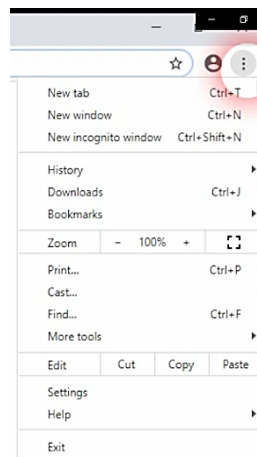 New tab Ctrl+T
New window Ctrl+N
New incognito window Ctrl+Shift+N
History
Downloads Ctrl+J
Bookmarks
Zoom - 100% +
Print... Ctrl+P
Cast...
Find... Ctrl+F
More tools
Edit Cut Copy Paste
Settings
Help
Exit